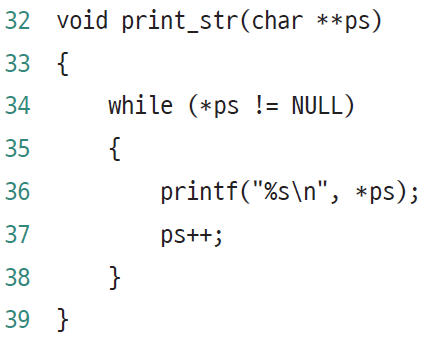 32 void print_str(char **ps)
33 {
34     while (*ps != NULL)
35     {
36         printf("%s\n", *ps);
37         ps++;
38     }
39 }